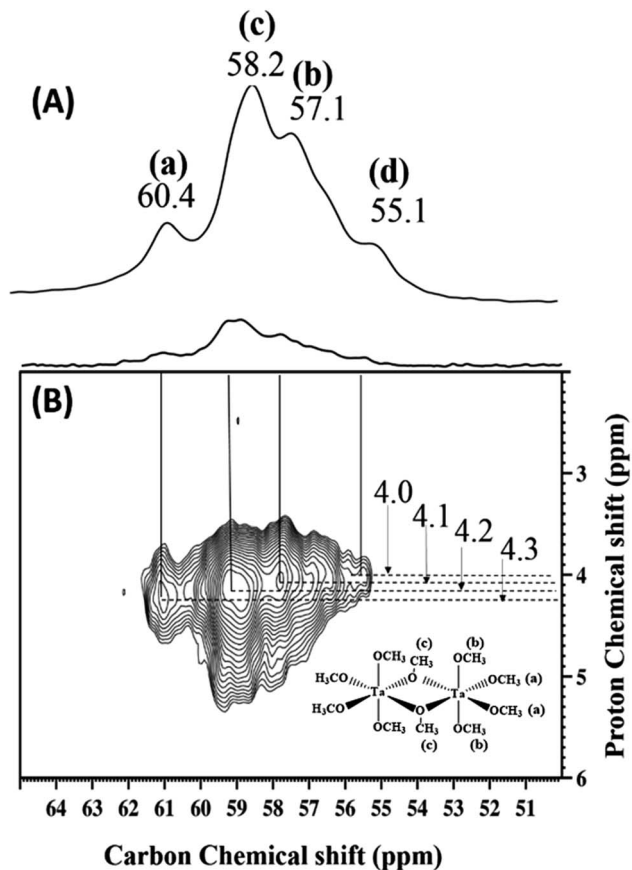 (c)
58.2
(b)
57.1
(A)
(a)
60.4
(d)
55.1
(B)
3
4.0
4.1
4.2
4.3
4
5
6
Proton Chemical shift (ppm)
(c)
CH3
(b)
OCH3
OCH3
O
H3CO
OCH3 (a)
Ta
Ta
H3CO
O
OCH3 (a)
OCH3
CH3
OCH3
(c)
(b)
64 63 62 61 60 59 58 57 56 55 54 53 52 51
Carbon Chemical shift (ppm)